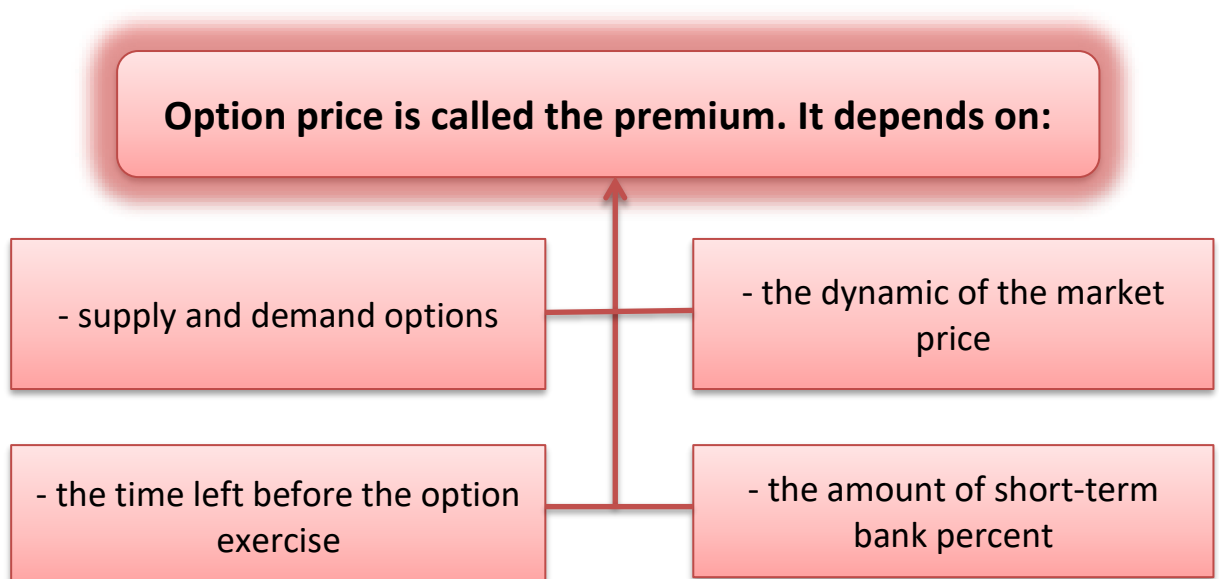 Option price is called the premium. It depends on:
- supply and demand options
- the dynamic of the market
price
- the time left before the option
exercise
- the amount of short-term
bank percent